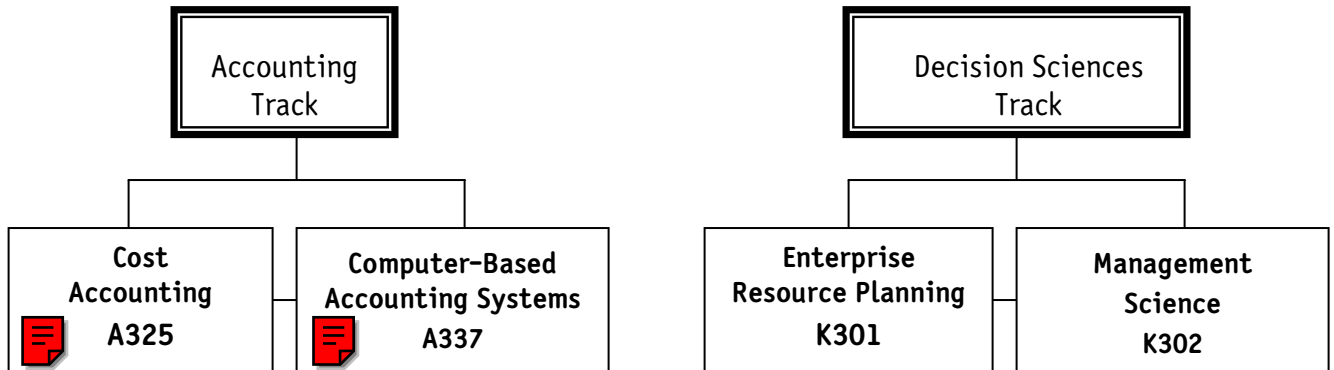 Accounting
Track
Decision Sciences
Track
Cost
Accounting
A325
Computer-Based
Accounting Systems
A337
Enterprise
Resource Planning
K301
Management
Science
K302